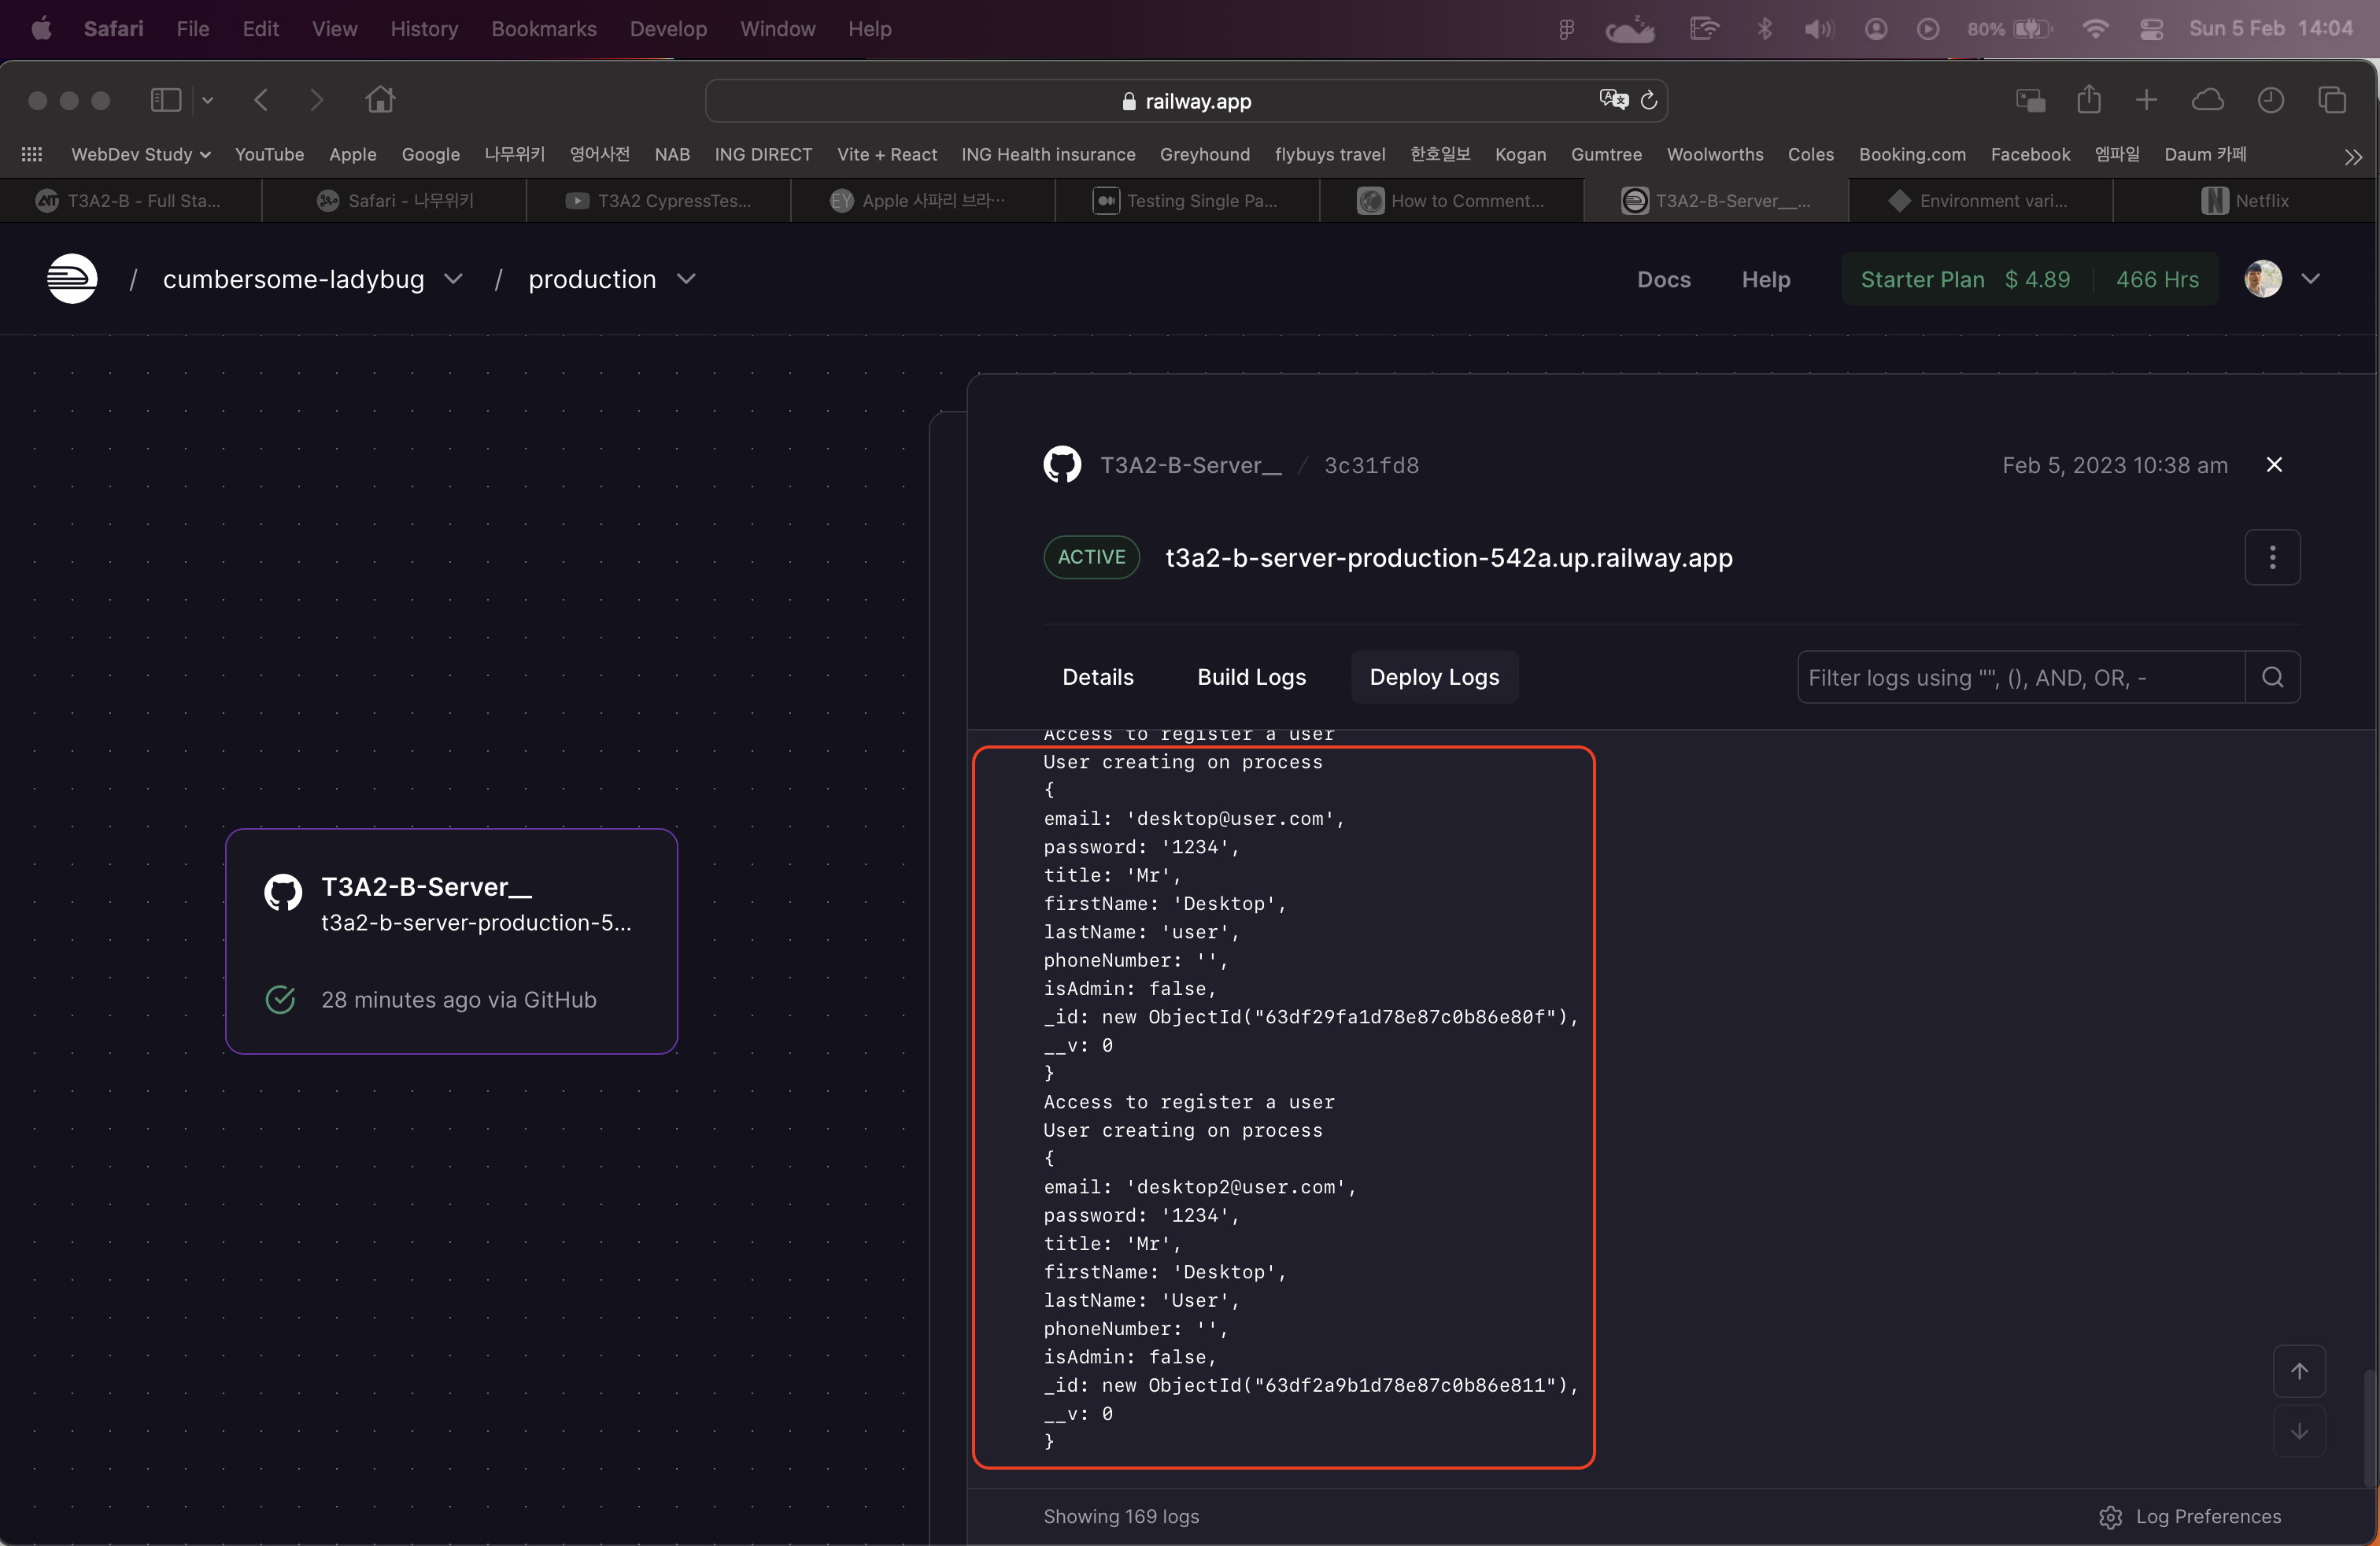 Safari File Edit View History Bookmarks Develop Window Help 80% Sun 5 Feb 14:04
railway.app
WebDev Study YouTube Apple Google 나무위키 영어사전 NAB ING DIRECT Vite + React ING Health insurance Greyhound flybuys travel 한호일보 Kogan Gumtree Woolworths Coles Booking.com Facebook 엠파일 Daum 카페
T3A2-B - Full Sta... Safari - 나무위키 T3A2 CypressTes... EY Apple 사파리 브라... Testing Single Pa... How to Comment... T3A2-B-Server__... Environment vari... Netflix
/ cumbersome-ladybug / production Docs Help Starter Plan $ 4.89 466 Hrs
T3A2-B-Server__ / 3c31fd8 Feb 5, 2023 10:38 am
ACTIVE t3a2-b-server-production-542a.up.railway.app
Details Build Logs Deploy Logs Filter logs using "", (), AND, OR, -
Access to register a user
User creating on process
{
email: 'desktop@user.com',
password: '1234',
title: 'Mr',
firstName: 'Desktop',
lastName: 'user',
phoneNumber: '',
isAdmin: false,
_id: new ObjectId("63df29fa1d78e87c0b86e80f"),
__v: 0
}
Access to register a user
User creating on process
{
email: 'desktop2@user.com',
password: '1234',
title: 'Mr',
firstName: 'Desktop',
lastName: 'User',
phoneNumber: '',
isAdmin: false,
_id: new ObjectId("63df2a9b1d78e87c0b86e811"),
__v: 0
}
T3A2-B-Server__
t3a2-b-server-production-5...
28 minutes ago via GitHub
Showing 169 logs Log Preferences